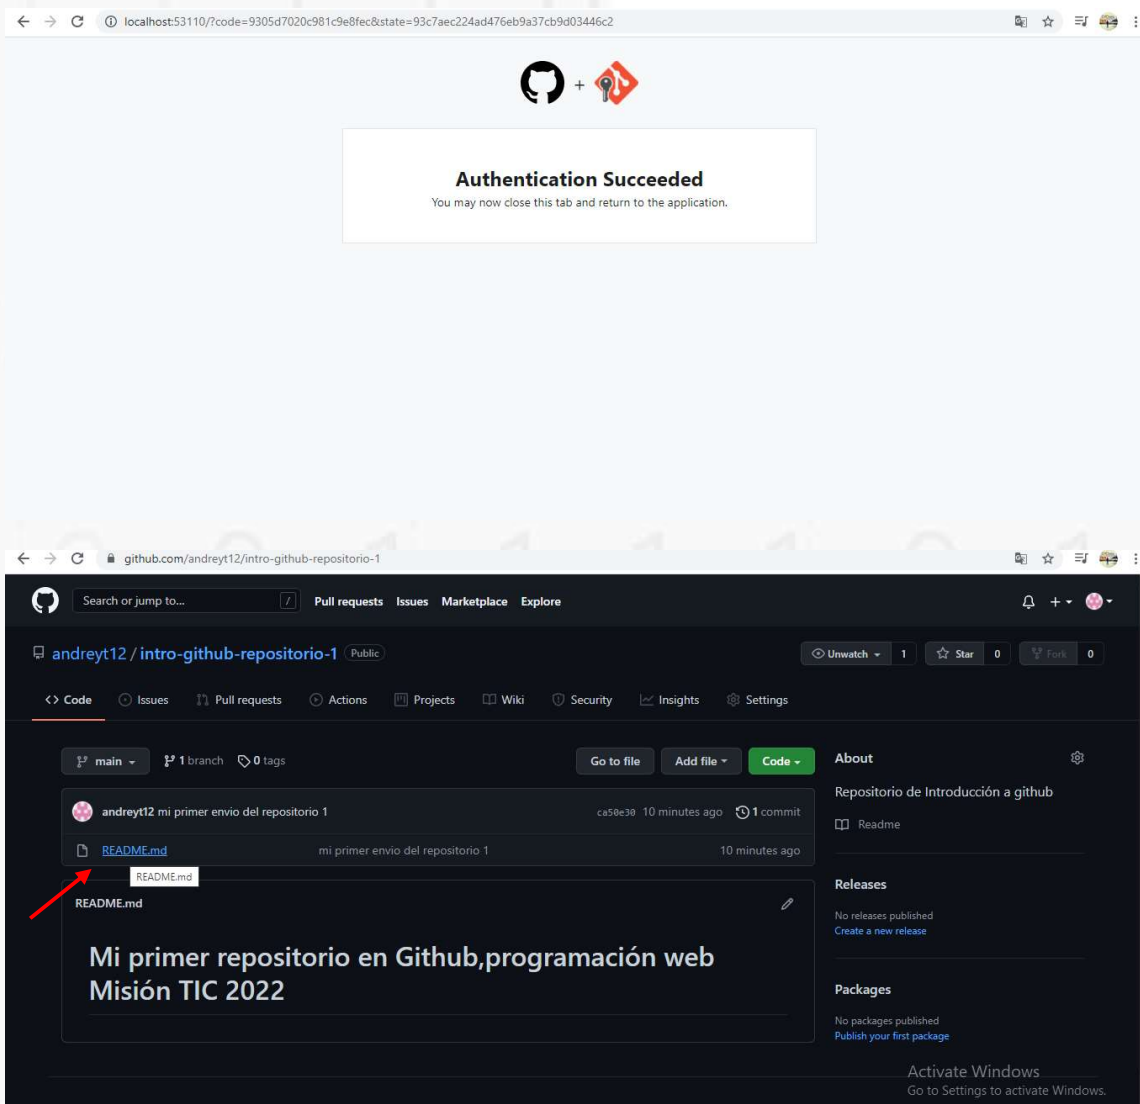 localhost:53110/?code=9305d7020c981c9e8fec&state=93c7aec224ad476eb9a37cb9d03446c2
+
Authentication Succeeded
You may now close this tab and return to the application.
github.com/andreyt12/intro-github-repositorio-1
Search or jump to... / Pull requests Issues Marketplace Explore
andreyt12 / intro-github-repositorio-1 Public Unwatch 1 Star 0 Fork 0
<> Code Issues Pull requests Actions Projects Wiki Security Insights Settings
main 1 branch 0 tags Go to file Add file Code
About
Repositorio de Introducción a github
Readme
andreyt12 mi primer envio del repositorio 1 ca50e30 10 minutes ago 1 commit
README.md mi primer envio del repositorio 1 10 minutes ago
README.md
README.md
Mi primer repositorio en Github,programación web
Misión TIC 2022
Releases
No releases published
Create a new release
Packages
No packages published
Publish your first package
Activate Windows
Go to Settings to activate Windows.